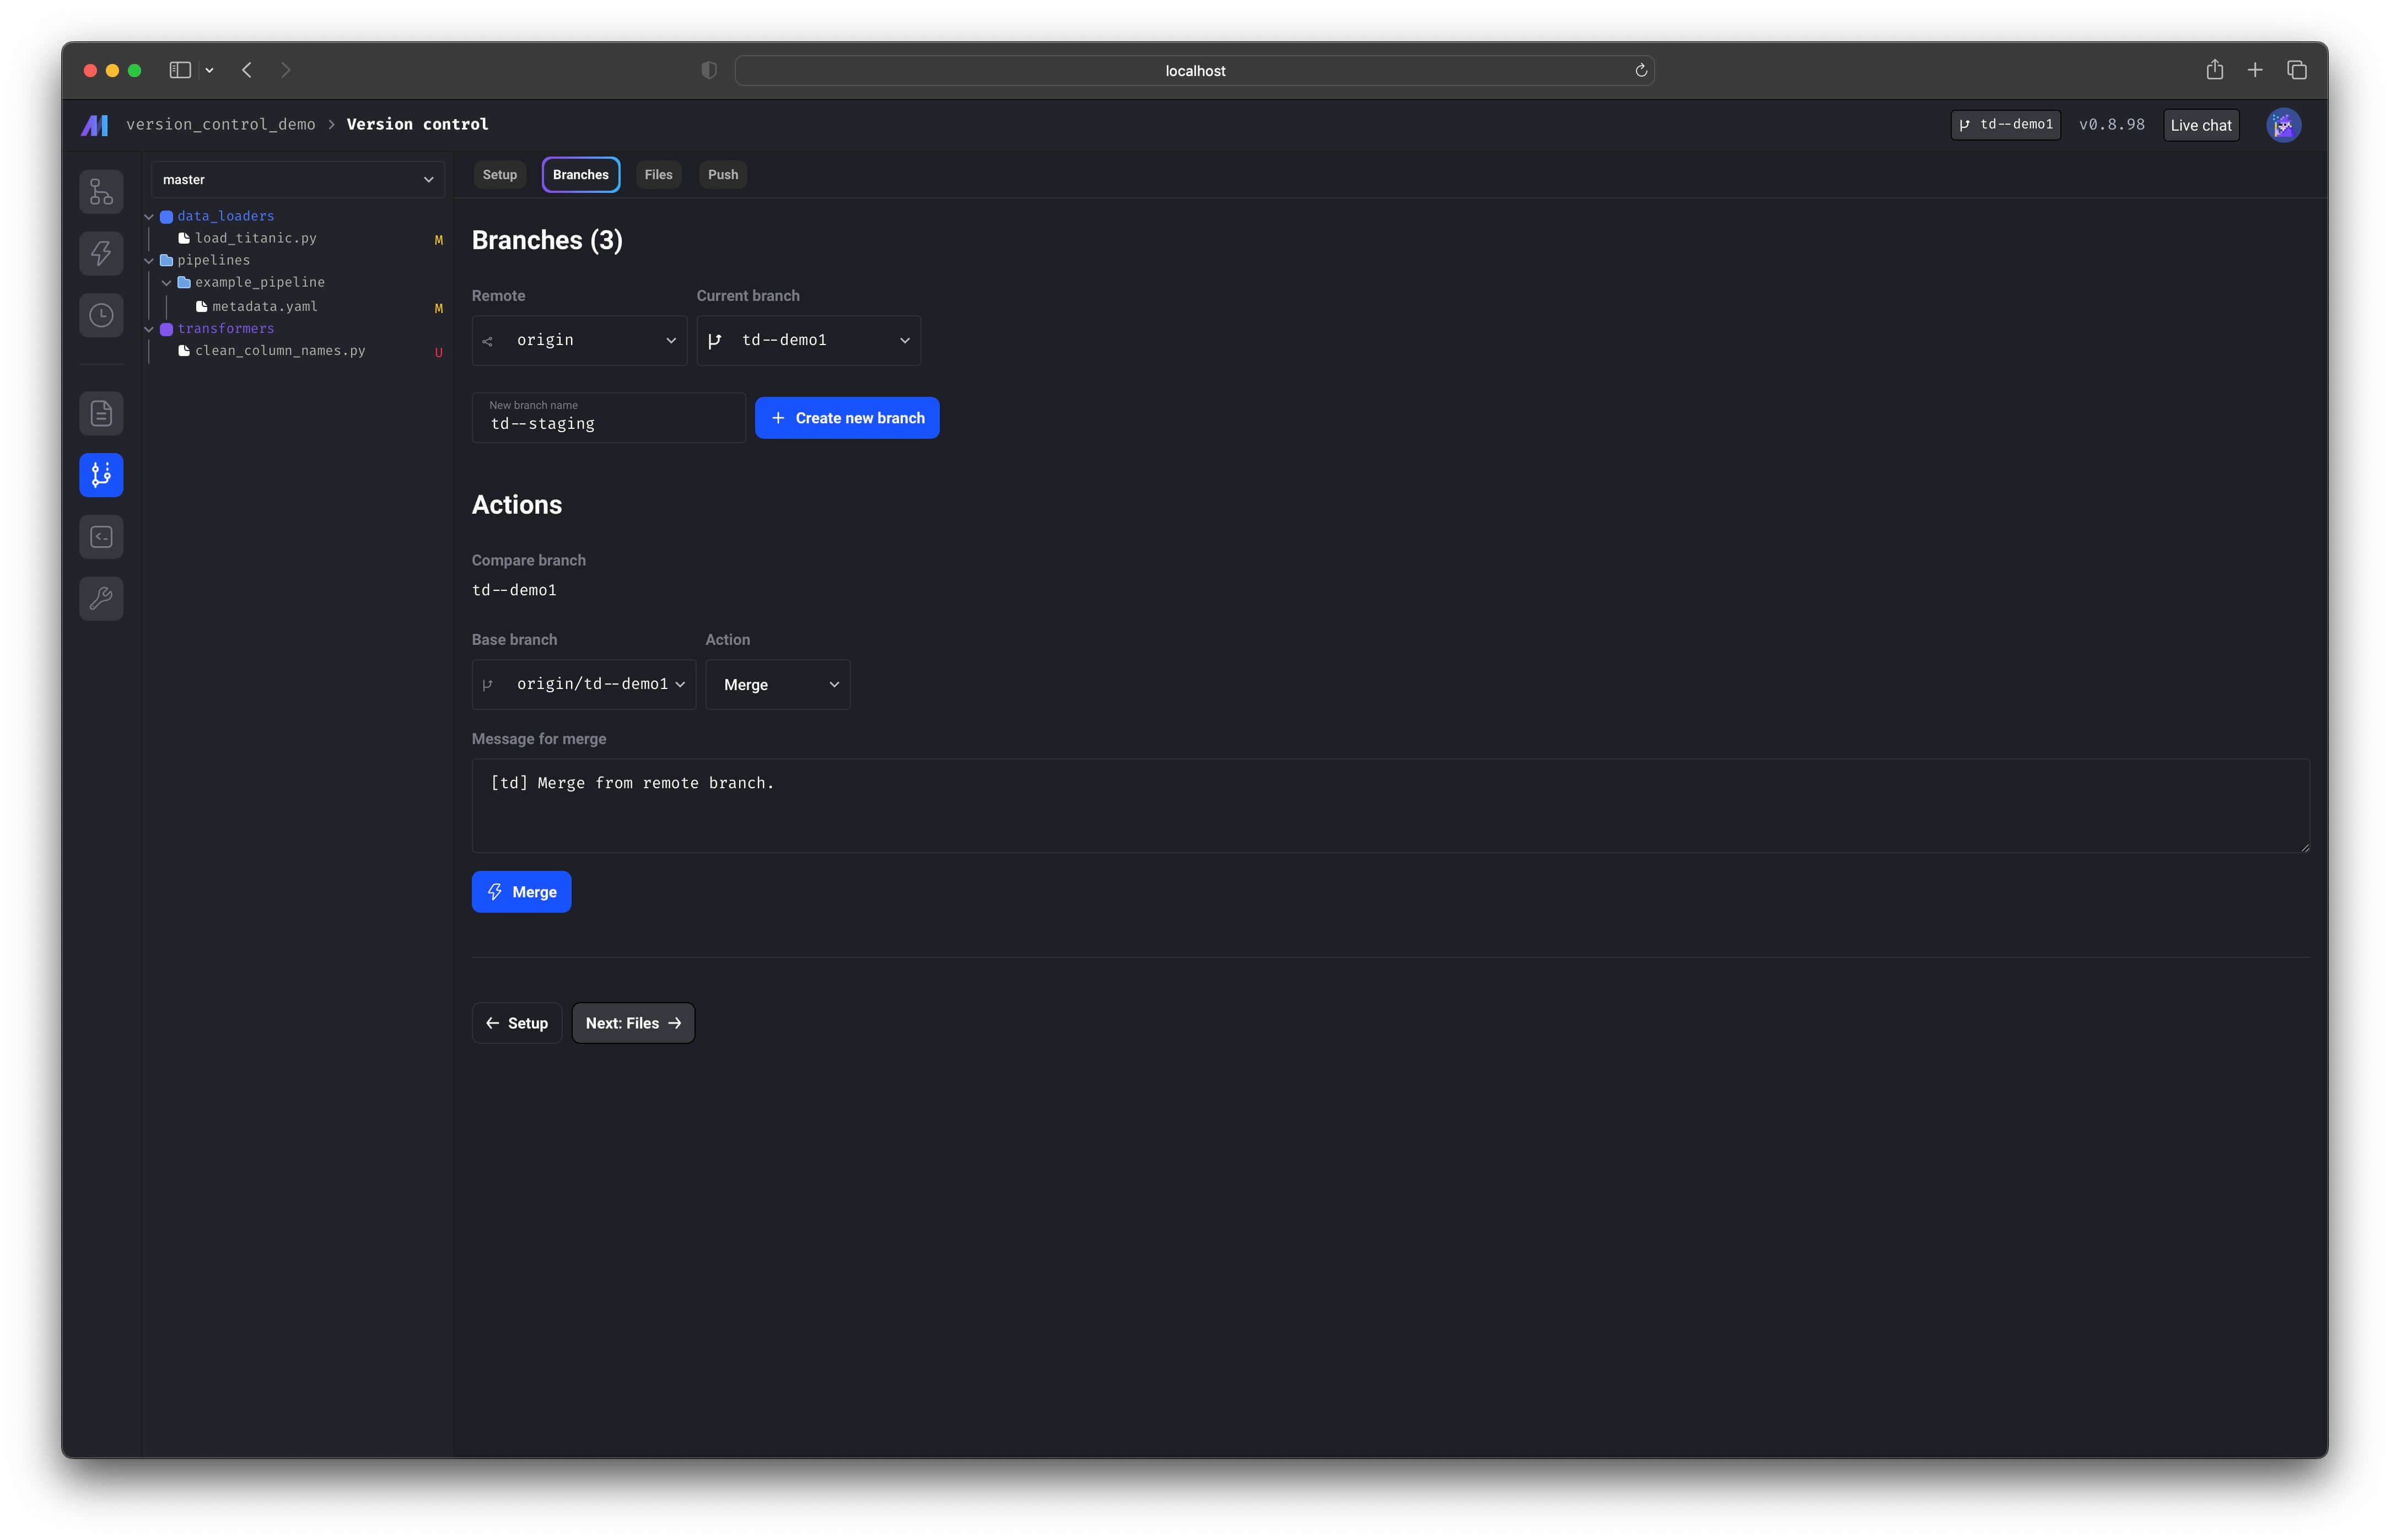 localhost
version_control_demo > Version control
td--demo1
v0.8.98
Live chat
master
data_loaders
load_titanic.py M
pipelines
example_pipeline
metadata.yaml M
transformers
clean_column_names.py U
Setup
Branches
Files
Push
Branches (3)
Remote
Current branch
origin
td--demo1
New branch name
td--staging
Create new branch
Actions
Compare branch
td--demo1
Base branch
Action
origin/td--demo1
Merge
Message for merge
[td] Merge from remote branch.
Merge
Setup
Next: Files